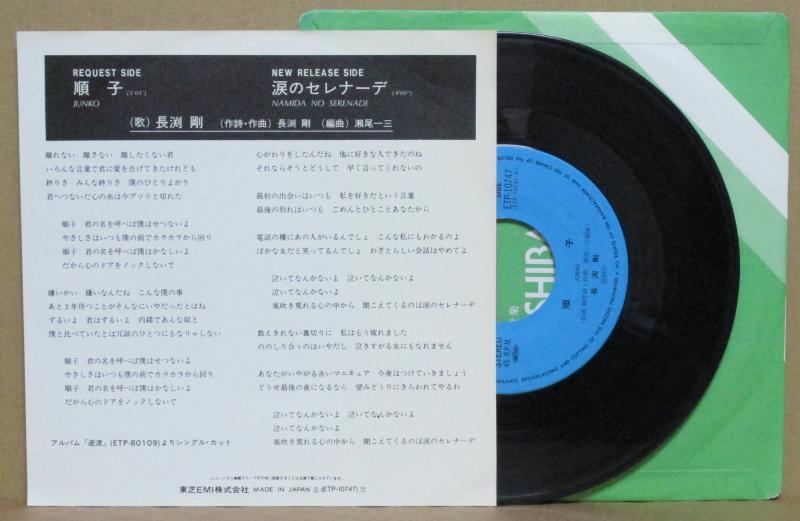 REQUEST SIDE
順子 (3'03")
JUNKO
NEW RELEASE SIDE
涙のセレナーデ (4'00")
NAMIDA NO SERENADE
(歌) 長渕 剛 (作詩・作曲) 長渕 剛 (編曲) 瀬尾一三
離れない 離さない 離したくない君
いろんな言葉で君に愛を告げてきたけれども
終りさ みんな終りさ 僕のひとりよがり
君へつないだ心の糸は今プツリと切れた
順子 君の名を呼べば僕はせつないよ
やさしさはいつも僕の前でカラカラから回り
順子 君の名を呼べば僕はかなしいよ
だから心のドアをノックしないで
嫌いかい 嫌いなんだね こんな僕の事
あと2年待つことがそんなにいやだったとはね
ずるいよ 君はずるいよ 内緒であんな奴と
僕と比べていたとは冗談のひとつにもなりゃしない
順子 君の名を呼べば僕はせつないよ
やさしさはいつも僕の前でカラカラから回り
順子 君の名を呼べば僕はかなしいよ
だから心のドアをノックしないで
アルバム「逆流」(ETP-80109)よりシングル・カット
心がわりをしたんだね 他に好きな人できたのね
それならそうとどうして 早く言ってくれないの
最初の出会いはいつも 私を好きだという言葉
最後の別れはいつも ごめんとひとことあなたから
電話の横にあの人がいるんでしょ こんな私にもわかるのよ
ばかな女だと笑ってるんでしょ わざとらしい会話はやめてよ
泣いてなんかないよ 泣いてなんかないよ
泣いてなんかないよ
風吹き荒れる心の中から 聞こえてくるのは涙のセレナーデ
数えきれない裏切りに 私はもう疲れました
ののしり合うのはいやだし 泣きすがる女にもなれません
あなたがいやがる赤いマニキュア 今夜はつけていきましょう
どうせ最後の夜になるなら 望みどうりにきらわれてやるわ
泣いてなんかないよ 泣いてなんかないよ
泣いてなんかないよ
風吹き荒れる心の中から 聞こえてくるのは涙のセレナーデ
東芝EMI株式会社 MADE IN JAPAN (ETP-10747)
SIDE
ETP-10747
順子
JUNKO
長渕 剛
STEREO
45 R.P.M.
SHIBA